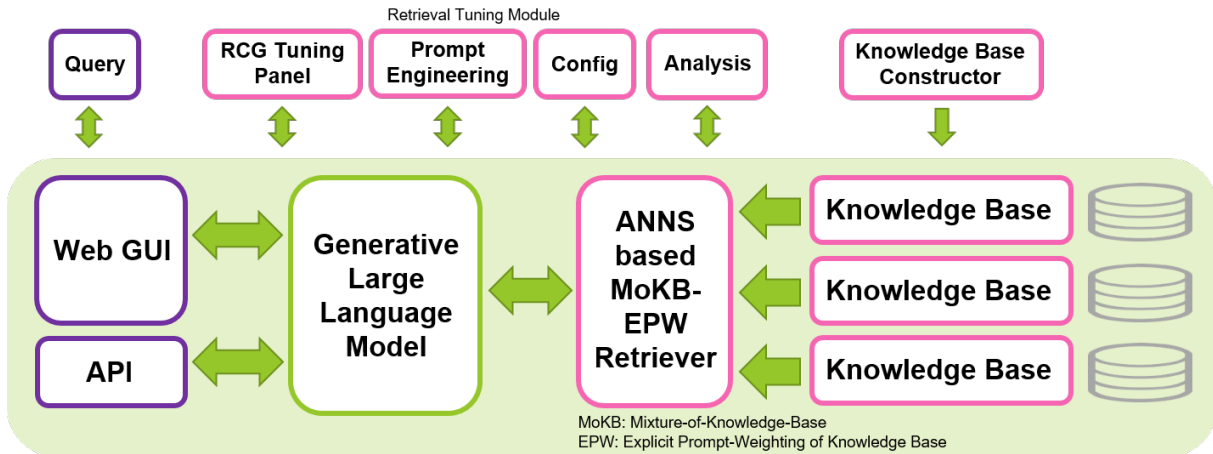 Retrieval Tuning Module
Query
RCG Tuning
Panel
Prompt
Engineering
Config
Analysis
Knowledge Base
Constructor
Web GUI
API
Generative
Large
Language
Model
ANNS
based
MoKB-
EPW
Retriever
Knowledge Base
Knowledge Base
Knowledge Base
MoKB: Mixture-of-Knowledge-Base
EPW: Explicit Prompt-Weighting of Knowledge Base